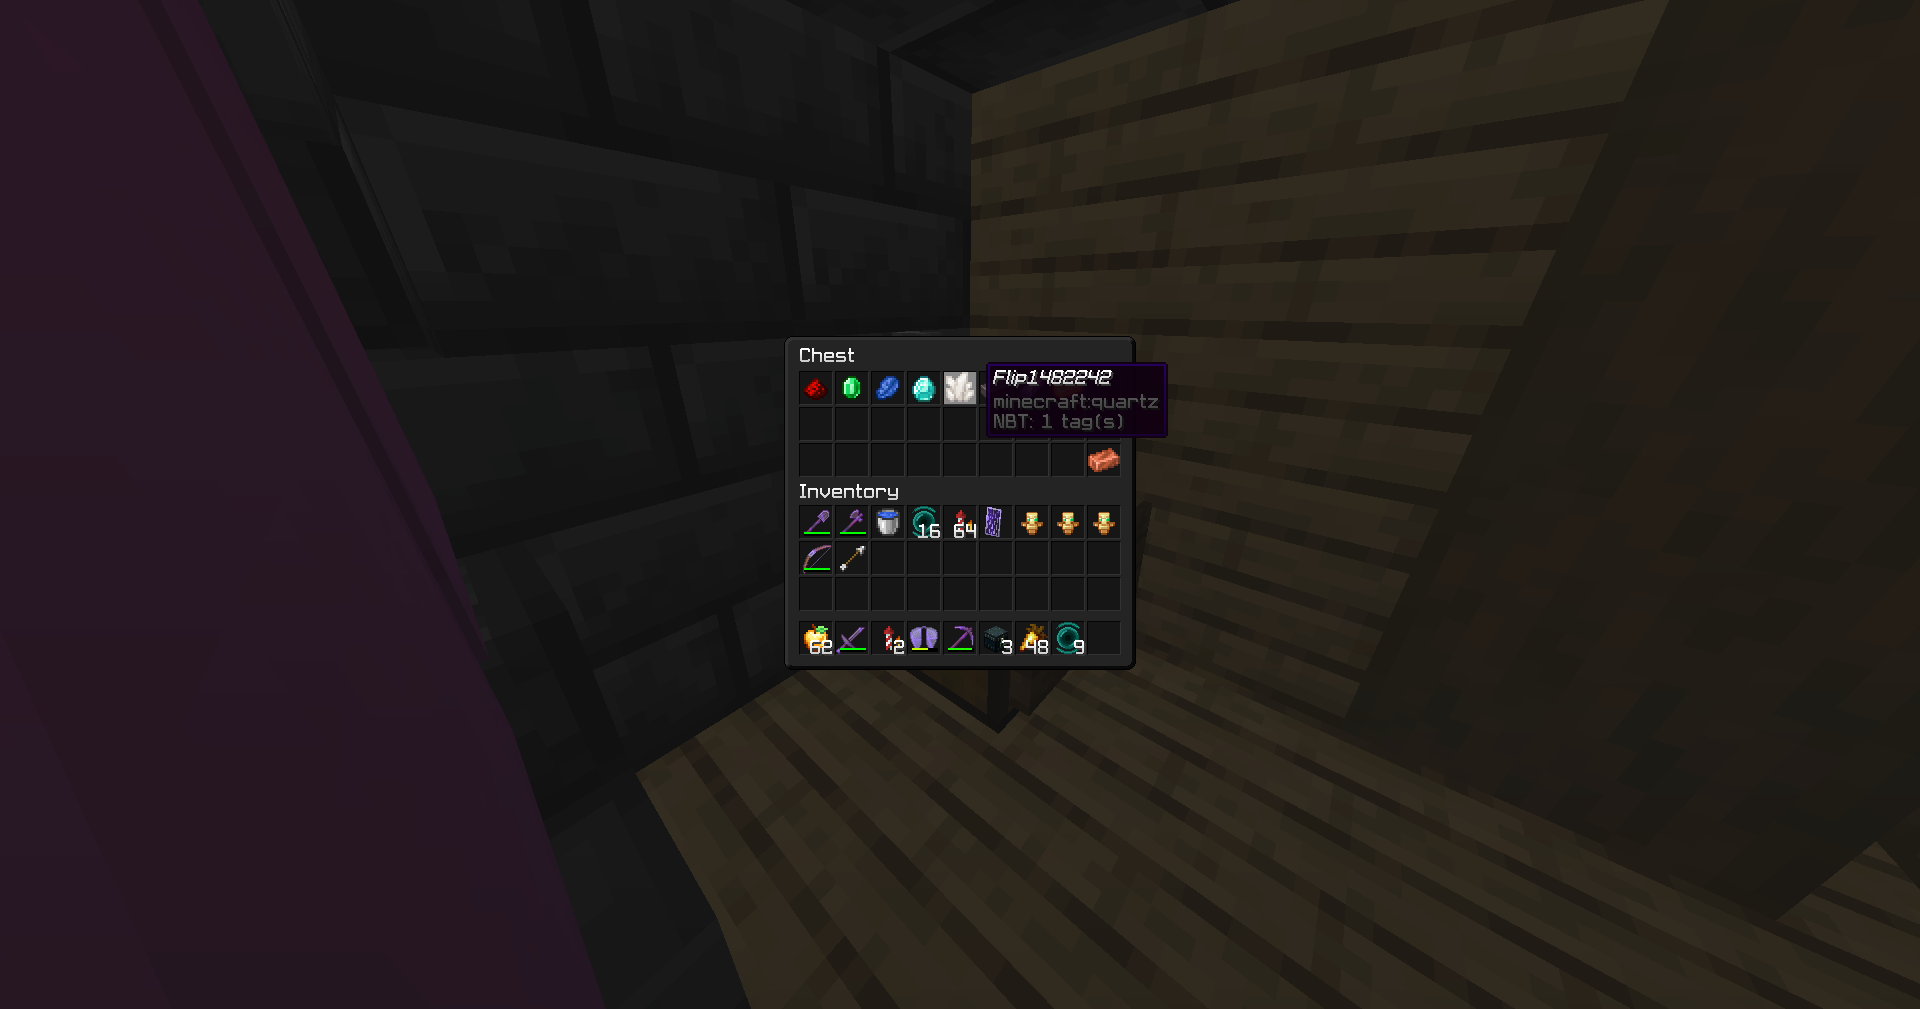 Chest
Flip1482242
minecraft:quartz
NBT: 1 tag(s)
Inventory
16 64
62 2 3 48 9